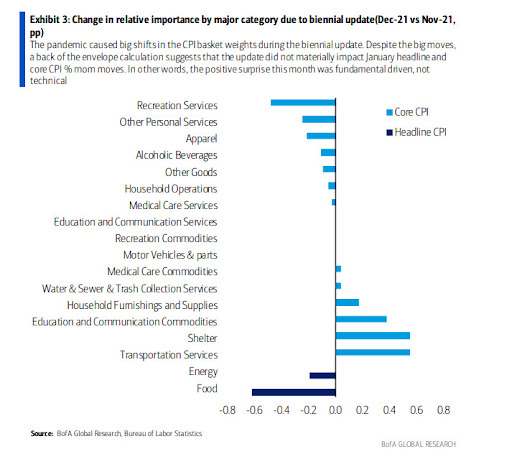 Exhibit 3: Change in relative importance by major category due to biennial update(Dec-21 vs Nov-21,
pp)
The pandemic caused big shifts in the CPI basket weights during the biennial update. Despite the big moves,
a back of the envelope calculation suggests that the update did not materially impact January headline and
core CPI % mom moves. In other words, the positive surprise this month was fundamental driven, not
technical
Recreation Services
Other Personal Services
Apparel
Alcoholic Beverages
Other Goods
Household Operations
Medical Care Services
Education and Communication Services
Recreation Commodities
Motor Vehicles & parts
Medical Care Commodities
Water & Sewer & Trash Collection Services
Household Furnishings and Supplies
Education and Communication Commodities
Shelter
Transportation Services
Energy
Food
Core CPI
Headline CPI
-0.8 -0.6 -0.4 -0.2 0.0 0.2 0.4 0.6 0.8
Source: BofA Global Research, Bureau of Labor Statistics
BofA GLOBAL RESEARCH